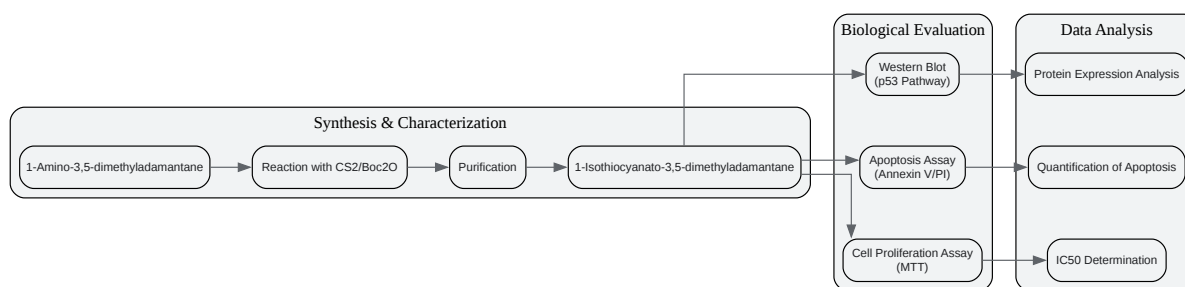 Synthesis & Characterization
1-Amino-3,5-dimethyladamantane
Reaction with CS2/Boc2O
Purification
1-Isothiocyanato-3,5-dimethyladamantane
Biological Evaluation
Western Blot
(p53 Pathway)
Apoptosis Assay
(Annexin V/PI)
Cell Proliferation Assay
(MTT)
Data Analysis
Protein Expression Analysis
Quantification of Apoptosis
IC50 Determination